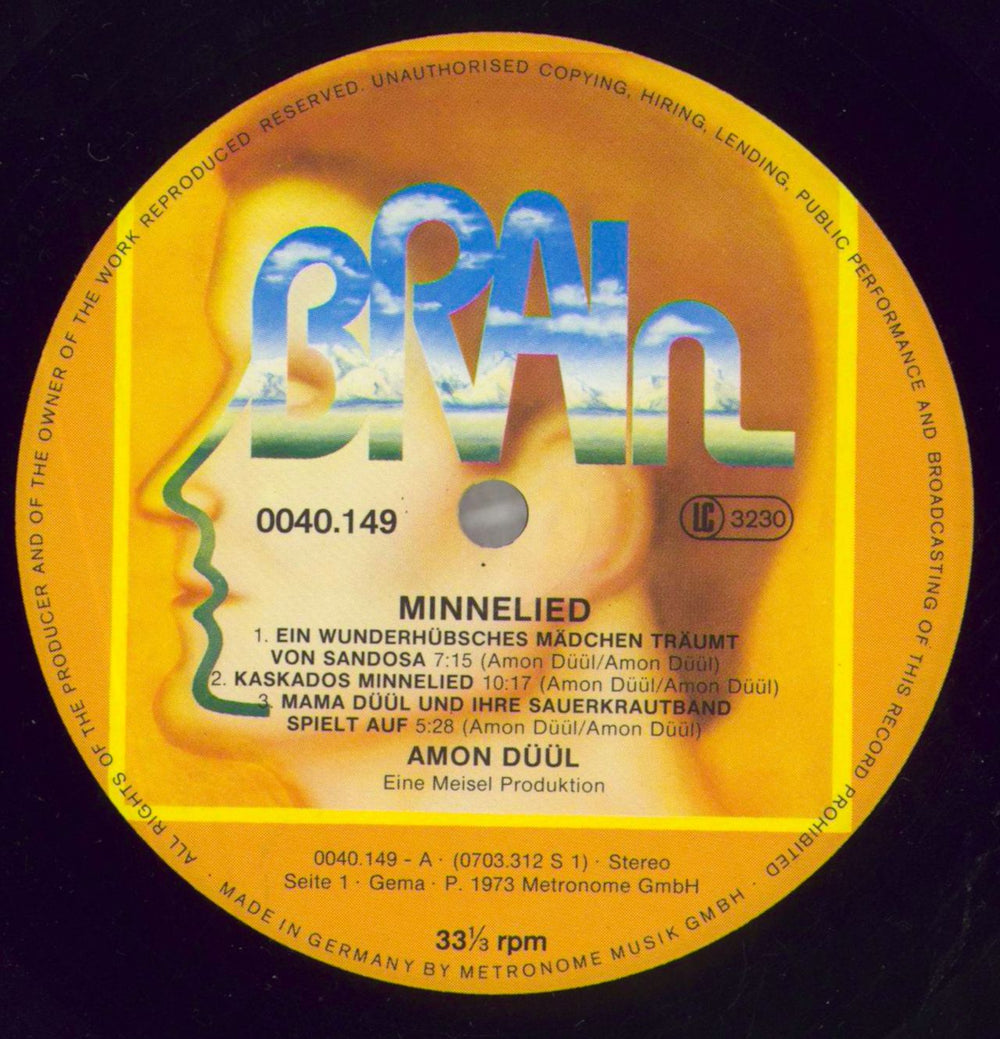 ALL RIGHTS OF THE PRODUCER AND OF THE OWNER OF THE WORK REPRODUCED RESERVED. UNAUTHORISED COPYING, HIRING, LENDING, PUBLIC PERFORMANCE AND BROADCASTING OF THIS RECORD PROHIBITED
BRAIn
0040.149
LC 3230
MINNELIED
1. EIN WUNDERHÜBSCHES MÄDCHEN TRÄUMT
VON SANDOSA 7:15 (Amon Düül/Amon Düül)
2. KASKADOS MINNELIED 10:17 (Amon Düül/Amon Düül)
3. MAMA DÜÜL UND IHRE SAUERKRAUTBAND
SPIELT AUF 5:28 (Amon Düül/Amon Düül)
AMON DÜÜL
Eine Meisel Produktion
0040.149 - A · (0703.312 S 1) · Stereo
Seite 1 · Gema · P. 1973 Metronome GmbH
33⅓ rpm
· MADE IN GERMANY BY METRONOME MUSIK GMBH ·